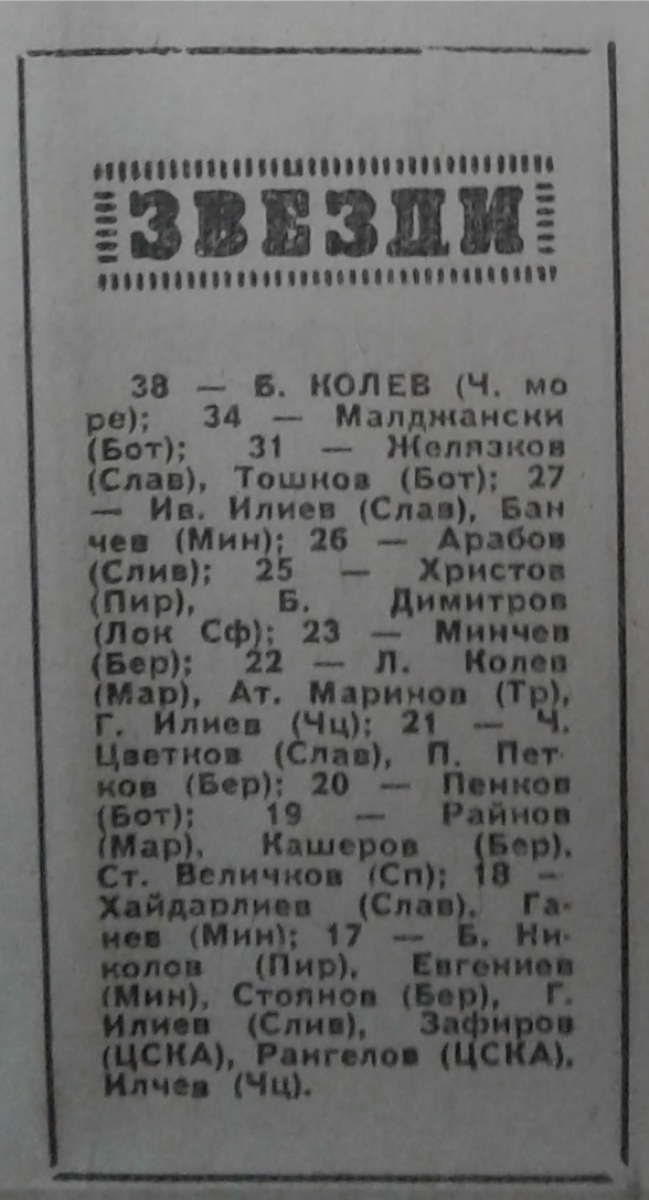 ЗВЕЗДИ
38 — Б. КОЛЕВ (Ч. мо
ре); 34 — Малджански
(Бот); 31 — Желязков
(Слав), Тошков (Бот); 27
— Ив. Илиев (Слав), Бан
чев (Мин); 26 — Арабов
(Слив); 25 — Христов
(Пир), Б. Димитров
(Лок Сф); 23 — Минчев
(Бер); 22 — Л. Колев
(Мар), Ат. Маринов (Тр),
Г. Илиев (Чц); 21 — Ч.
Цветков (Слав), П. Пет-
ков (Бер); 20 — Пенков
(Бот); 19 — Райнов
(Мар), Кашеров (Бер),
Ст. Величков (Сп); 18 —
Хайдарлиев (Слав), Га-
нев (Мин); 17 — Б. Ни-
колов (Пир), Евгениев
(Мин), Стоянов (Бер), Г.
Илиев (Слив), Зафиров
(ЦСКА), Рангелов (ЦСКА),
Илчев (Чц).